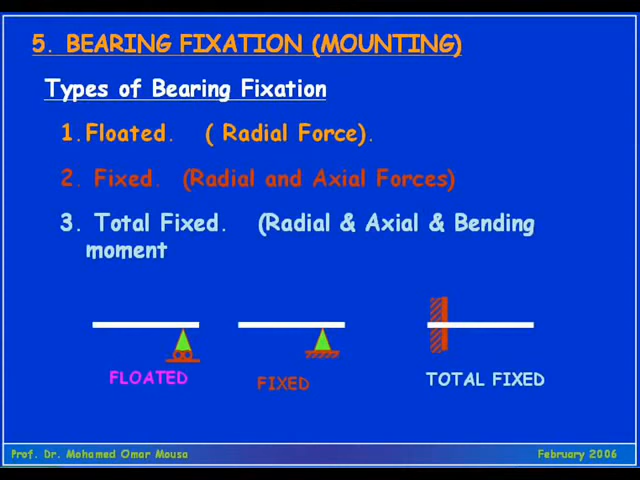 5. BEARING FIXATION (MOUNTING)
Types of Bearing Fixation
1. Floated. ( Radial Force).
2. Fixed. (Radial and Axial Forces)
3. Total Fixed. (Radial & Axial & Bending
moment
FLOATED
FIXED
TOTAL FIXED
Prof. Dr. Mohamed Omar Mousa
February 2006